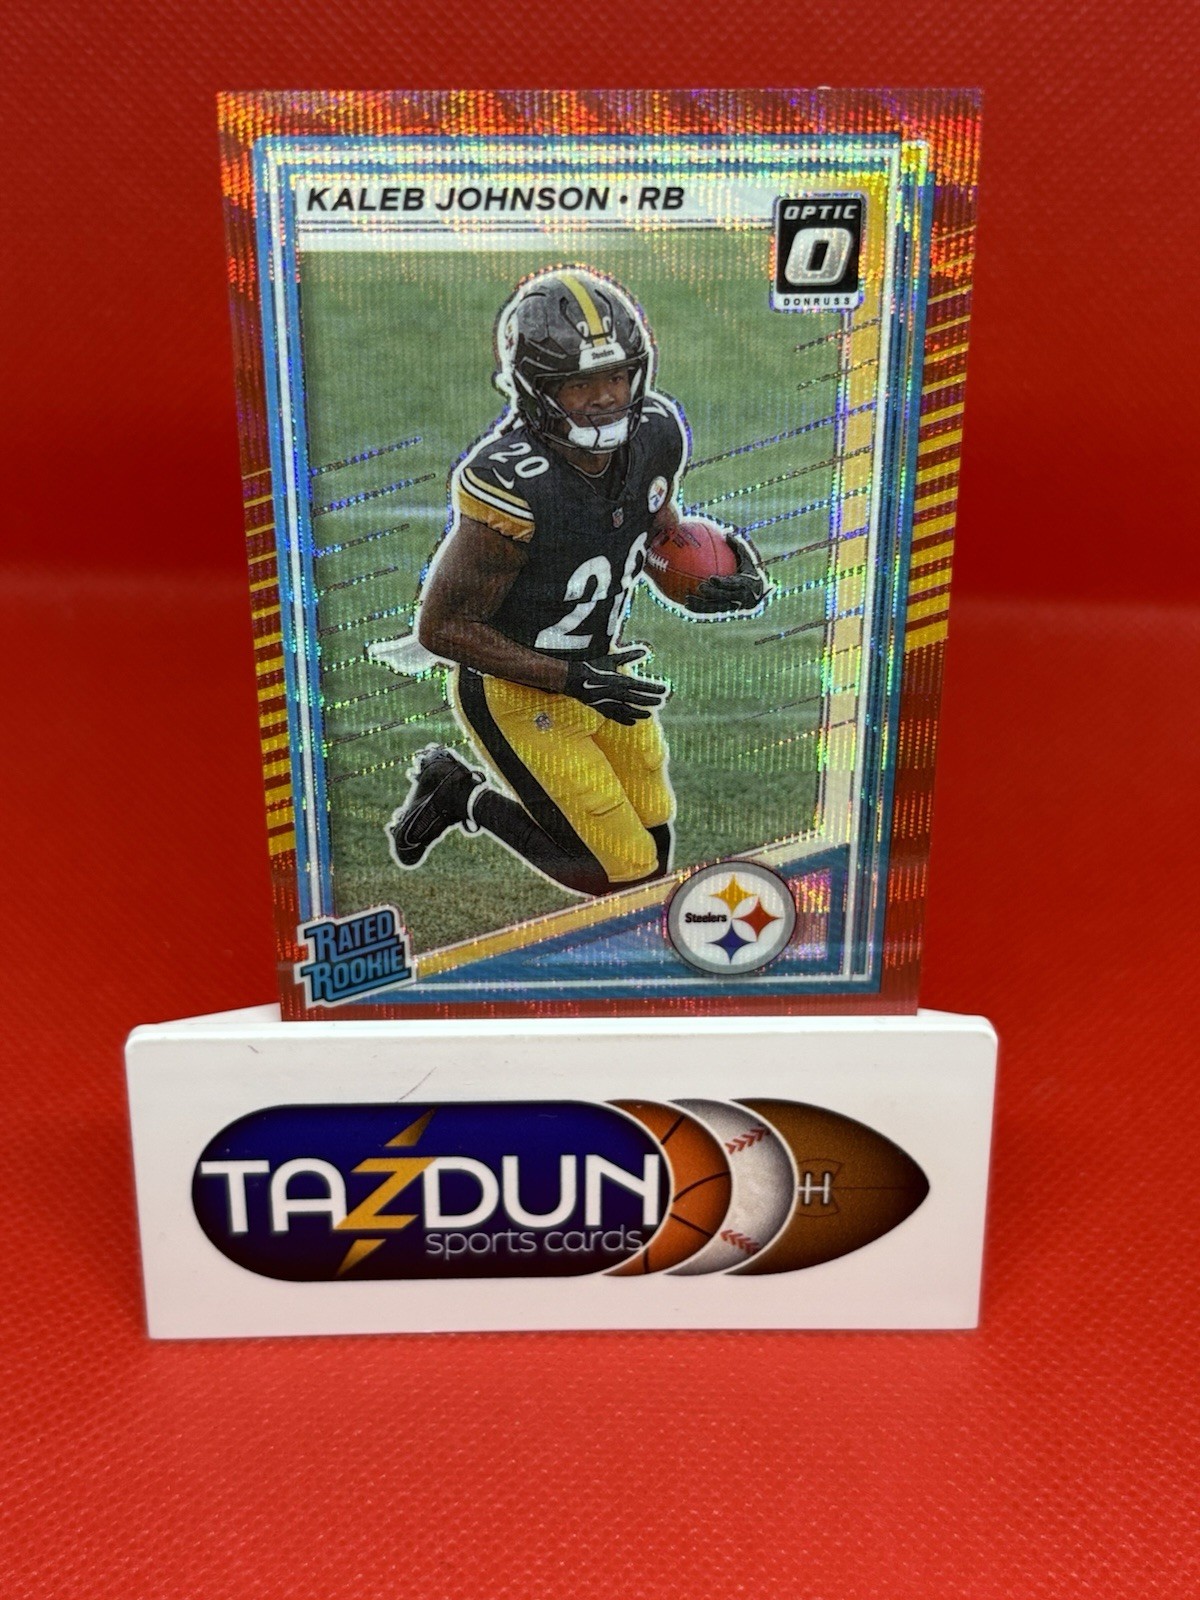 KALEB JOHNSON • RB
OPTIC
O
DONRUSS
Steelers
20
20
Steelers
RATED
ROOKIE
TAZDUN
sports cards